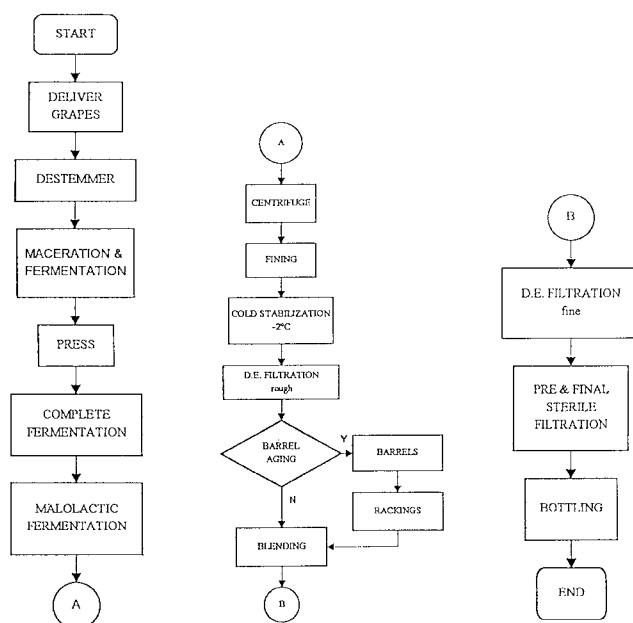 START
DELIVER
GRAPES
DESTEMMER
MACERATION &
FERMENTATION
PRESS
COMPLETE
FERMENTATION
MALOLACTIC
FERMENTATION
A
A
CENTRIFUGE
FINING
COLD STABILIZATION
-2°C
D.E. FILTRATION
rough
BARREL
AGING
Y
BARRELS
N
RACKINGS
BLENDING
B
B
D.E. FILTRATION
fine
PRE & FINAL
STERILE
FILTRATION
BOTTLING
END